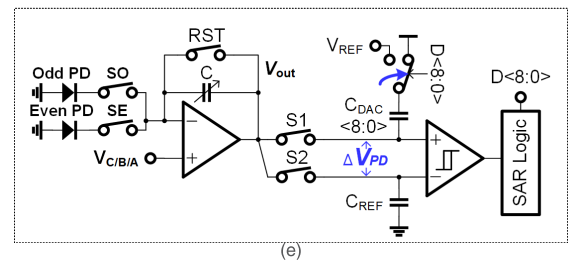 RST
Odd PD
SO
C
Vout
VREF
D<8:0>
D<8:0>
Even PD
SE
S1
CDAC
<8:0>
VC/B/A
S2
ΔVPD
CREF
SAR Logic
(e)